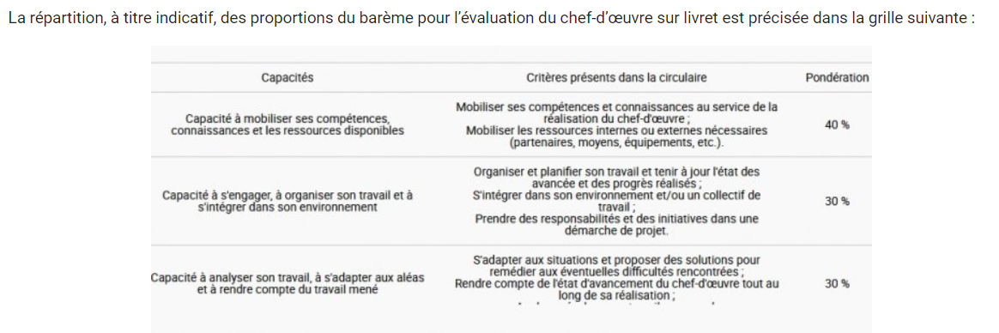 La répartition, à titre indicatif, des proportions du barème pour l’évaluation du chef-d’œuvre sur livret est précisée dans la grille suivante :
Capacités
Critères présents dans la circulaire
Pondération
Capacité à mobiliser ses compétences,
connaissances et les ressources disponibles
Mobiliser ses compétences et connaissances au service de la
réalisation du chef-d'œuvre ;
Mobiliser les ressources internes ou externes nécessaires
(partenaires, moyens, équipements, etc.).
40 %
Capacité à s'engager, à organiser son travail et à
s'intégrer dans son environnement
Organiser et planifier son travail et tenir à jour l'état des
avancée et des progrès réalisés ;
S'intégrer dans son environnement et/ou un collectif de
travail ;
Prendre des responsabilités et des initiatives dans une
démarche de projet.
30 %
Capacité à analyser son travail, à s'adapter aux aléas
et à rendre compte du travail mené
S'adapter aux situations et proposer des solutions pour
remédier aux éventuelles difficultés rencontrées ;
Rendre compte de l'état d'avancement du chef-d'œuvre tout au
long de sa réalisation ;
30 %